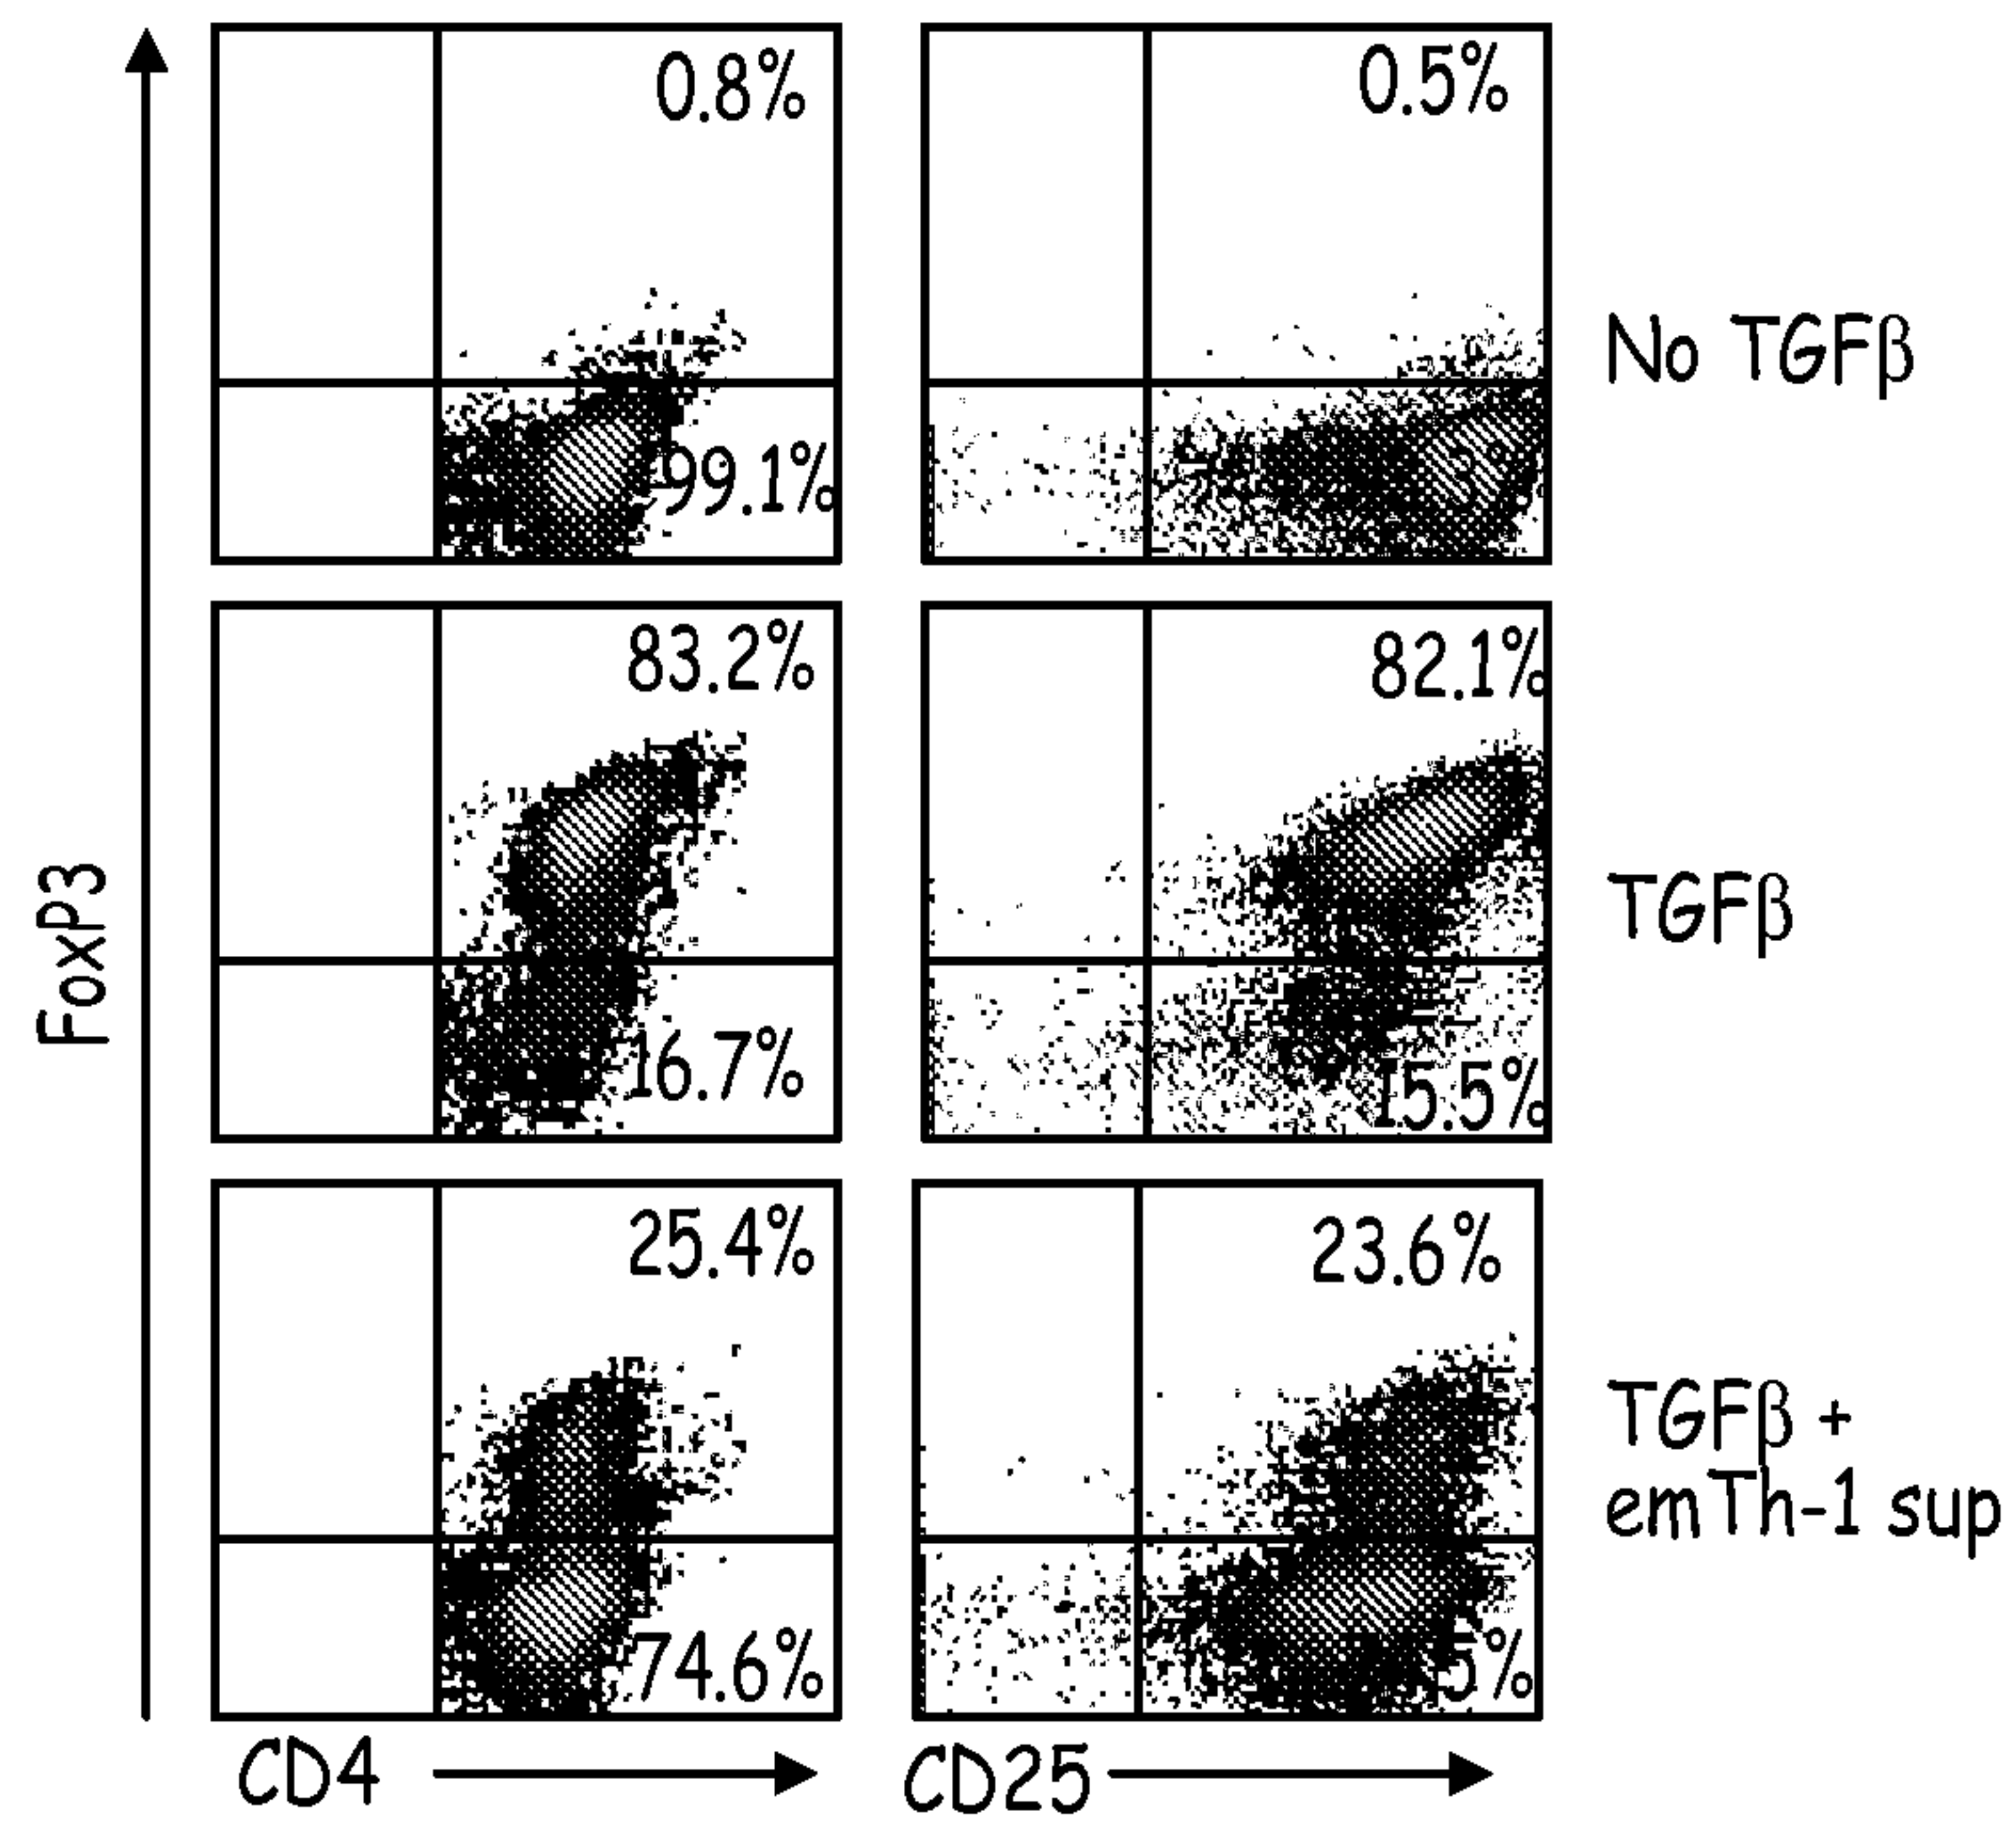 0.8%
0.5%
99.1%
No TGFβ
83.2%
82.1%
16.7%
15.5%
TGFβ
25.4%
23.6%
74.6%
5%
TGFβ +
emTh-1 sup
FoxP3
CD4
CD25